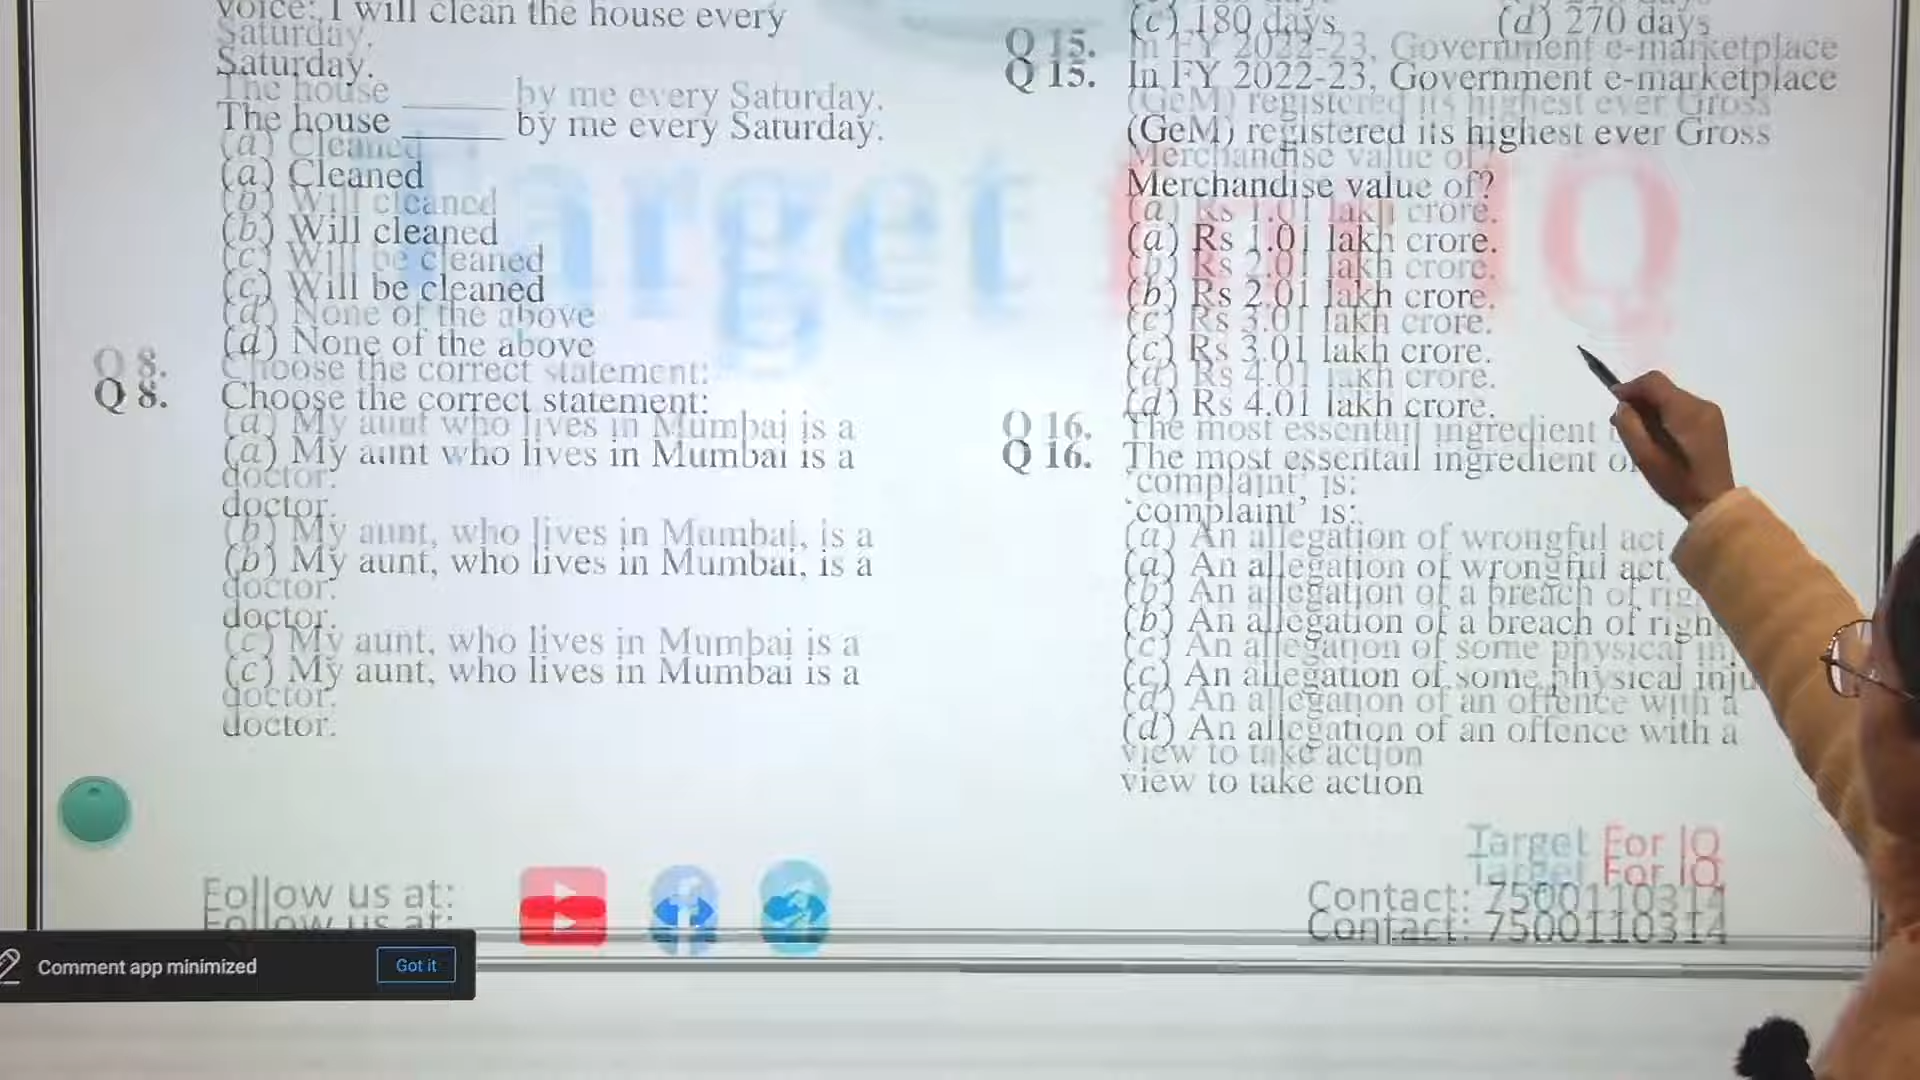 voice: I will clean the house every
Saturday.
The house ______ by me every Saturday.
(a) Cleaned
(b) Will cleaned
(c) Will be cleaned
(d) None of the above
Q 8. Choose the correct statement:
(a) My aunt who lives in Mumbai is a
doctor.
(b) My aunt, who lives in Mumbai, is a
doctor.
(c) My aunt, who lives in Mumbai is a
doctor.
(c) 180 days (d) 270 days
Q 15. In FY 2022-23, Government e-marketplace
(GeM) registered its highest ever Gross
Merchandise value of?
(a) Rs 1.01 lakh crore.
(b) Rs 2.01 lakh crore.
(c) Rs 3.01 lakh crore.
(d) Rs 4.01 lakh crore.
Q 16. The most essentail ingredient
'complaint' is:
(a) An allegation of wrongful act
(b) An allegation of a breach of
(c) An allegation of some physical
(d) An allegation of an offence with a
view to take action
Target For IQ
Follow us at:
Target For IQ
Contact: 7500110314
Comment app minimized
Got it